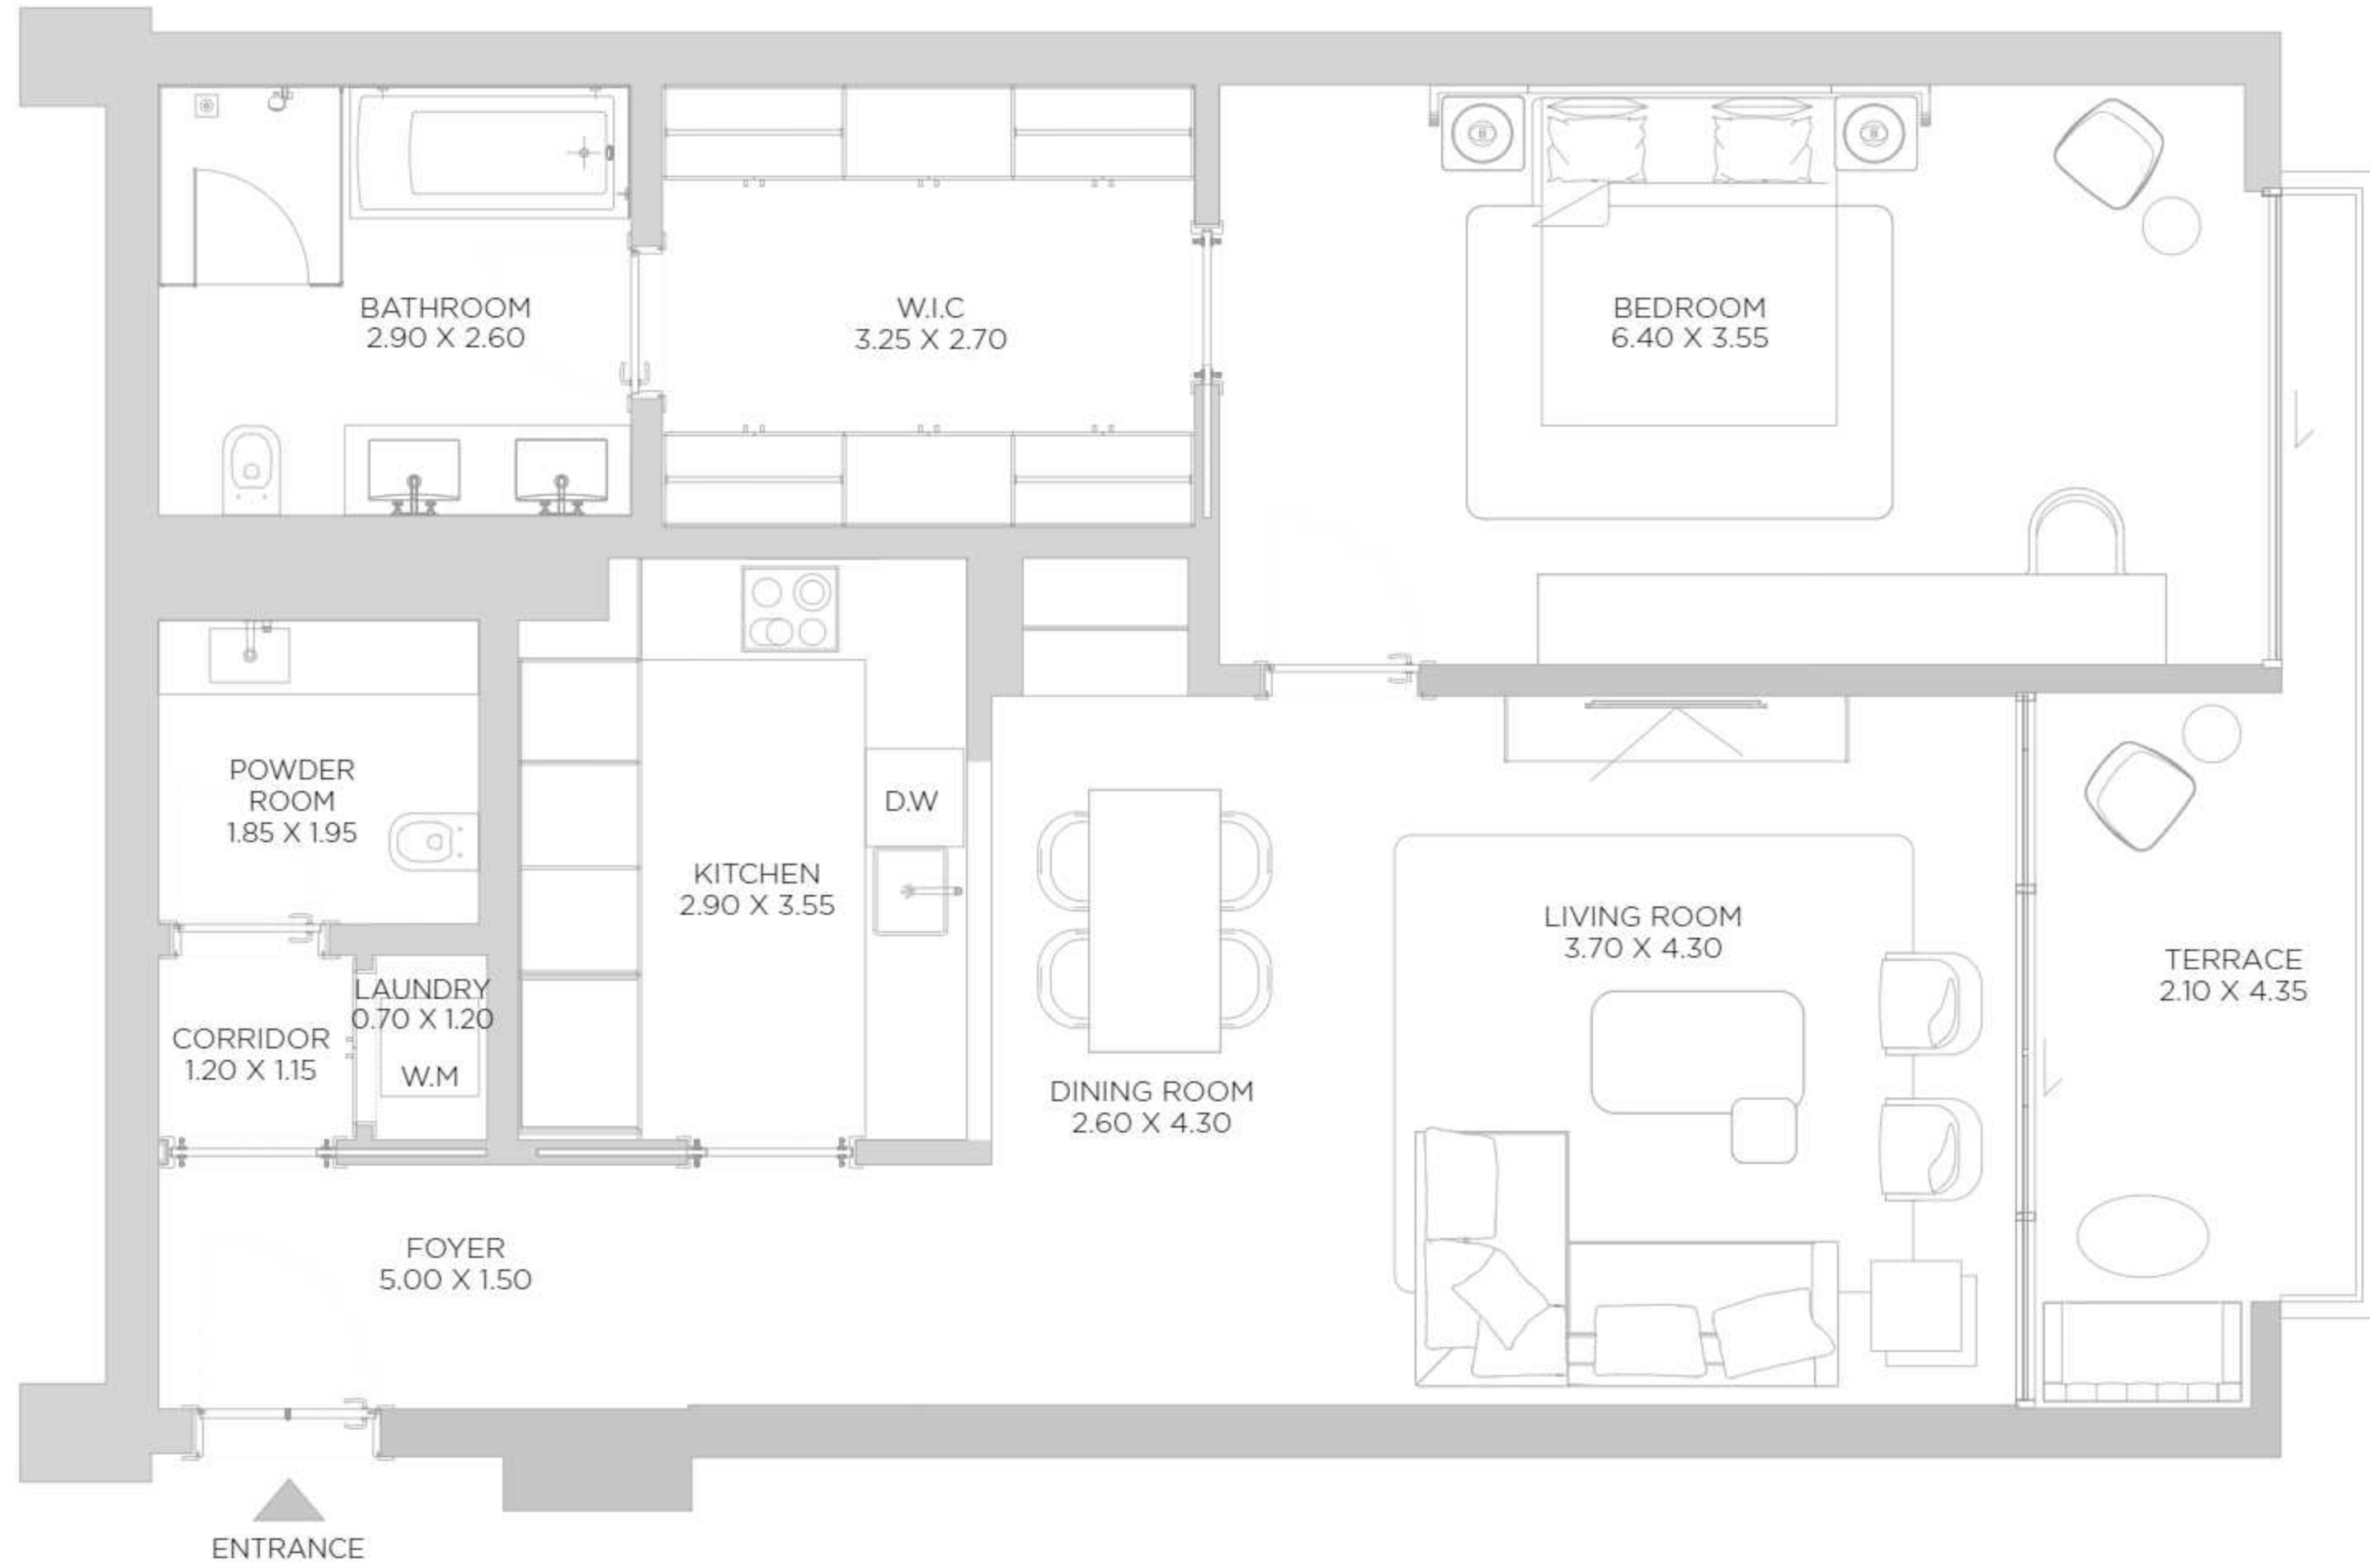 BATHROOM
2.90 X 2.60
W.I.C
3.25 X 2.70
BEDROOM
6.40 X 3.55
POWDER
ROOM
1.85 X 1.95
D.W
KITCHEN
2.90 X 3.55
LIVING ROOM
3.70 X 4.30
TERRACE
2.10 X 4.35
LAUNDRY
0.70 X 1.20
W.M
CORRIDOR
1.20 X 1.15
DINING ROOM
2.60 X 4.30
FOYER
5.00 X 1.50
ENTRANCE